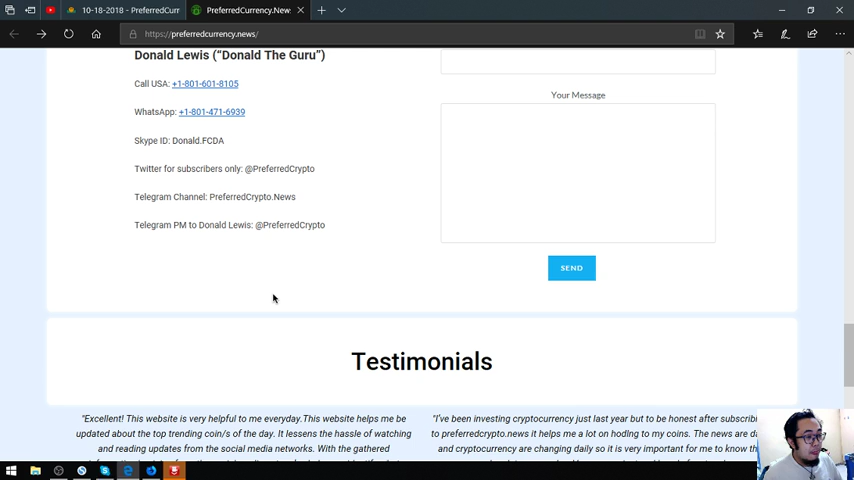 10-18-2018 - PreferredCurr
PreferredCurrency.New
https://preferredcurrency.news/
Donald Lewis (“Donald The Guru”)
Call USA: +1-801-601-8105
WhatsApp: +1-801-471-6939
Skype ID: Donald.FCDA
Twitter for subscribers only: @PreferredCrypto
Telegram Channel: PreferredCrypto.News
Telegram PM to Donald Lewis: @PreferredCrypto
Your Message
SEND
Testimonials
"Excellent! This website is very helpful to me everyday.This website helps me be
updated about the top trending coin/s of the day. It lessens the hassle of watching
and reading updates from the social media networks. With the gathered
"I've been investing cryptocurrency just last year but to be honest after subscribi
to preferredcrypto.news it helps me a lot on hodlng to my coins. The news are da
and cryptocurrency are changing daily so it is very important for me to know th